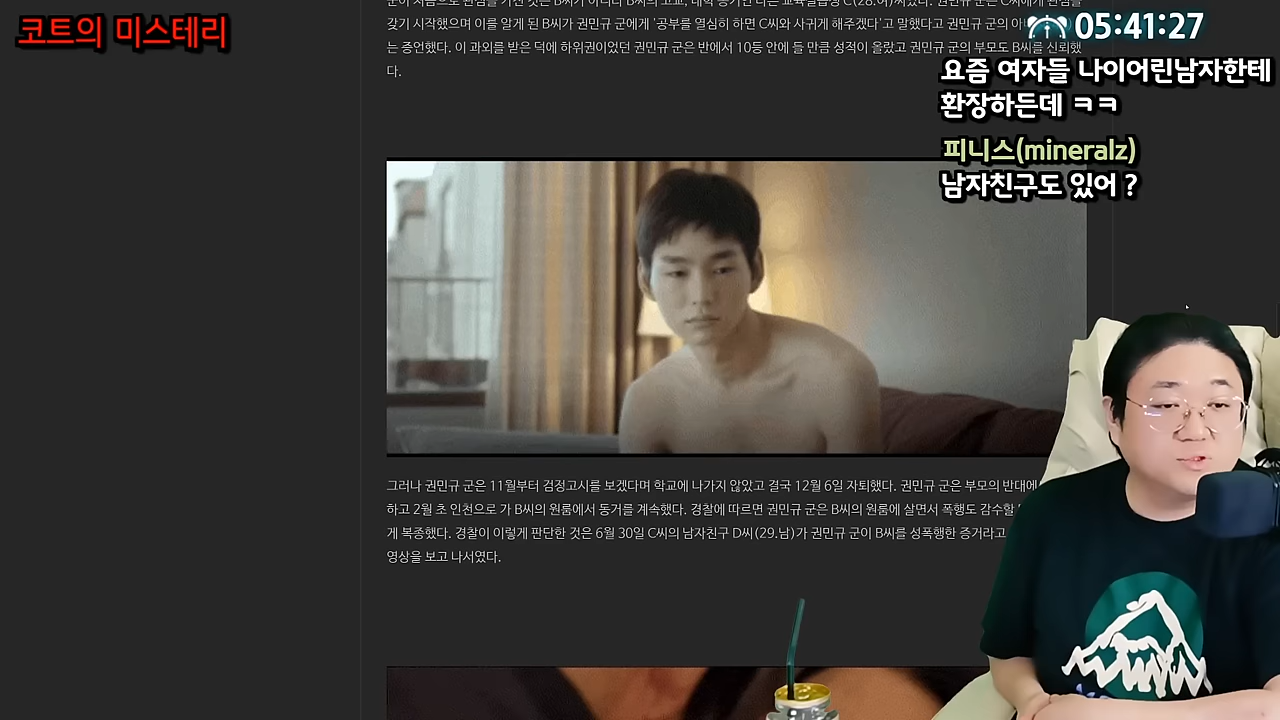 코트의 미스테리
05:41:27
요즘 여자들 나이어린남자한테
환장하든데 ㅋㅋ
피니스(mineralz)
남자친구도 있어 ?
갖기 시작했으며 이를 알게 된 B씨가 권민규 군에게 '공부를 열심히 하면 C씨와 사귀게 해주겠다'고 말했다고 권민규 군의
는 증언했다. 이 과외를 받은 덕에 하위권이었던 권민규 군은 반에서 10등 안에 들 만큼 성적이 올랐고 권민규 군의 부모도 B씨를 신뢰했
다.
그러나 권민규 군은 11월부터 검정고시를 보겠다며 학교에 나가지 않았고 결국 12월 6일 자퇴했다. 권민규 군은 부모의 반대에
하고 2월 초 인천으로 가 B씨의 원룸에서 동거를 계속했다. 경찰에 따르면 권민규 군은 B씨의 원룸에 살면서 폭행도 감수할
게 복종했다. 경찰이 이렇게 판단한 것은 6월 30일 C씨의 남자친구 D씨(29.남)가 권민규 군이 B씨를 성폭행한 증거라고
영상을 보고 나서였다.